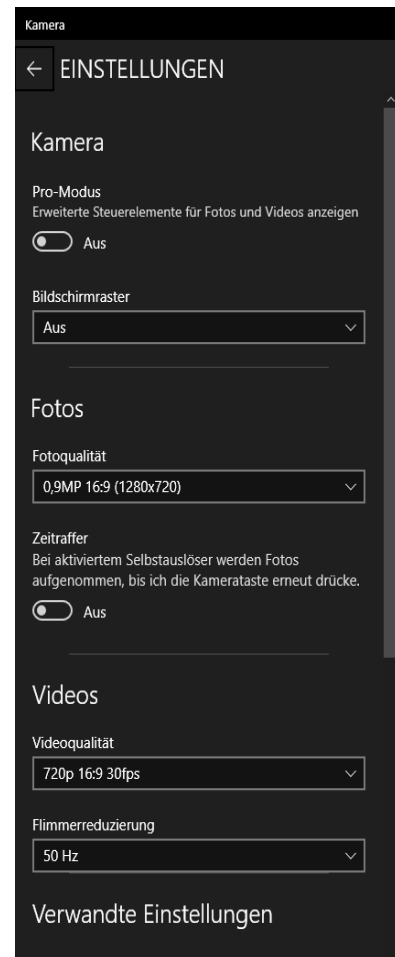 Kamera
EINSTELLUNGEN
Kamera
Pro-Modus
Erweiterte Steuerelemente für Fotos und Videos anzeigen
Aus
Bildschirmraster
Aus
Fotos
Fotoqualität
0,9MP 16:9 (1280x720)
Zeitraffer
Bei aktiviertem Selbstauslöser werden Fotos
aufgenommen, bis ich die Kamerataste erneut drücke.
Aus
Videos
Videoqualität
720p 16:9 30fps
Flimmerreduzierung
50 Hz
Verwandte Einstellungen